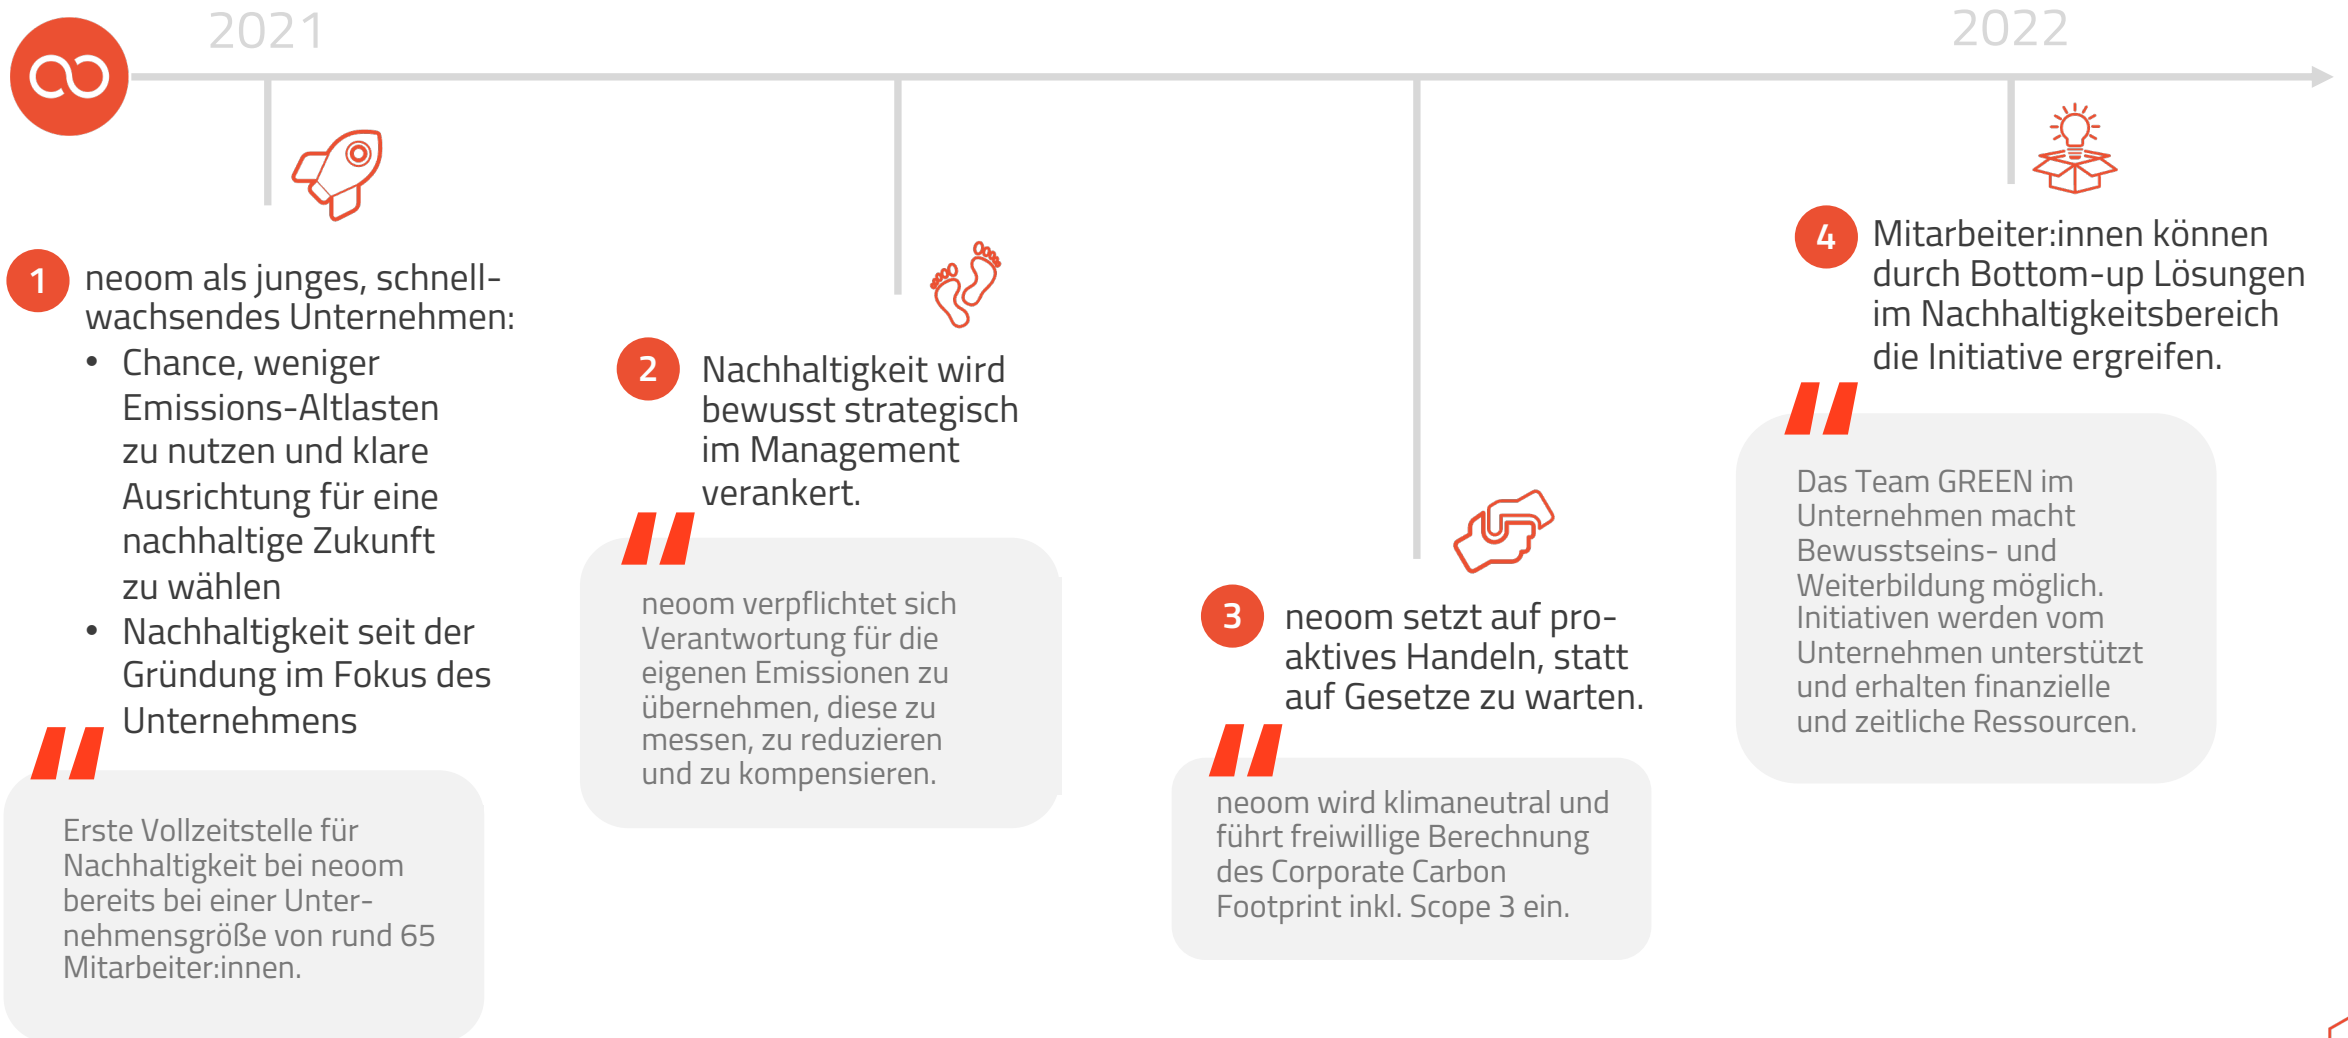 2021
2022
1
neoom als junges, schnell-
wachsendes Unternehmen:
• Chance, weniger
Emissions-Altlasten
zu nutzen und klare
Ausrichtung für eine
nachhaltige Zukunft
zu wählen
• Nachhaltigkeit seit der
Gründung im Fokus des
Unternehmens
Erste Vollzeitstelle für
Nachhaltigkeit bei neoom
bereits bei einer Unter-
nehmensgröße von rund 65
Mitarbeiter:innen.
2
Nachhaltigkeit wird
bewusst strategisch
im Management
verankert.
neoom verpflichtet sich
Verantwortung für die
eigenen Emissionen zu
übernehmen, diese zu
messen, zu reduzieren
und zu kompensieren.
3
neoom setzt auf pro-
aktives Handeln, statt
auf Gesetze zu warten.
neoom wird klimaneutral und
führt freiwillige Berechnung
des Corporate Carbon
Footprint inkl. Scope 3 ein.
4
Mitarbeiter:innen können
durch Bottom-up Lösungen
im Nachhaltigkeitsbereich
die Initiative ergreifen.
Das Team GREEN im
Unternehmen macht
Bewusstseins- und
Weiterbildung möglich.
Initiativen werden vom
Unternehmen unterstützt
und erhalten finanzielle
und zeitliche Ressourcen.